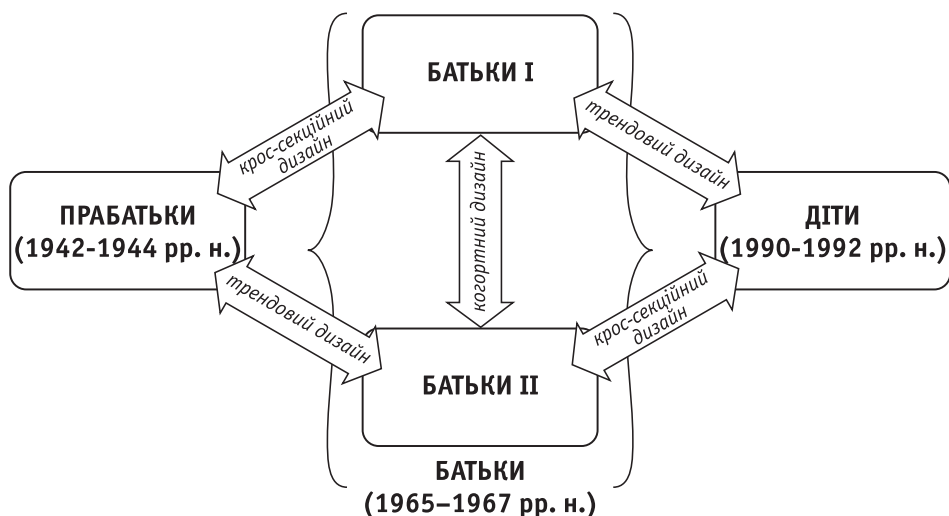 БАТЬКИ І
крос-секційний
дизайн
трендовий дизайн
ПРАБАТЬКИ
(1942-1944 рр. н.)
когортний дизайн
ДІТИ
(1990-1992 рр. н.)
трендовий дизайн
крос-секційний
дизайн
БАТЬКИ ІІ
БАТЬКИ
(1965–1967 рр. н.)